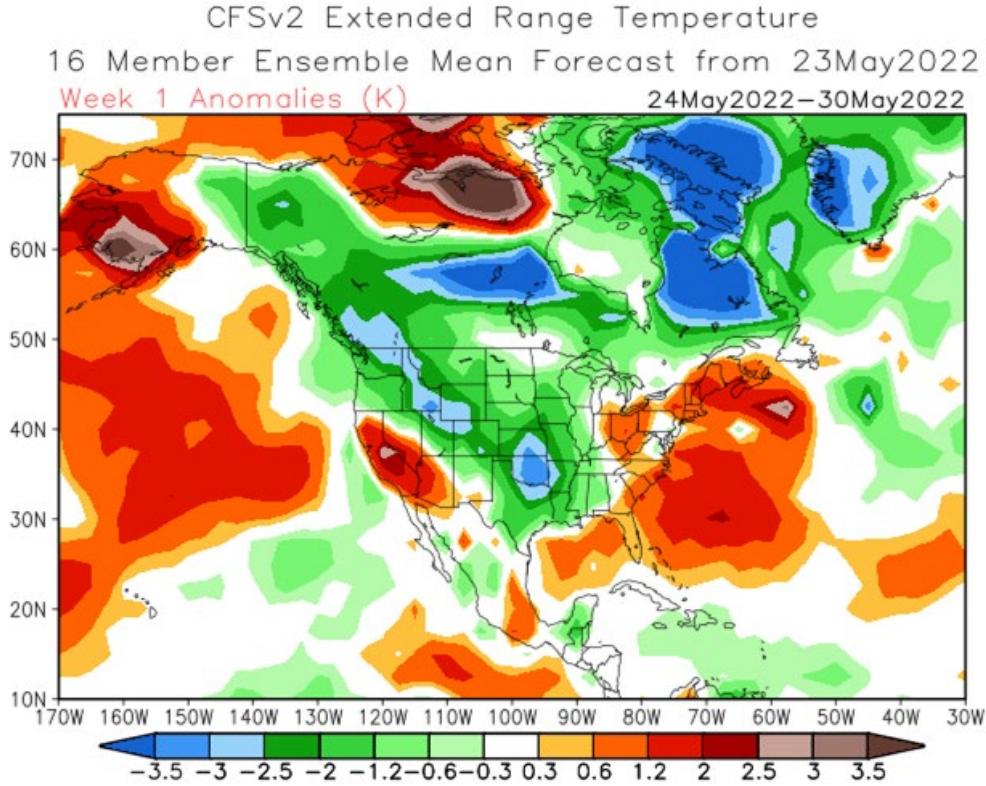 CFSv2 Extended Range Temperature
16 Member Ensemble Mean Forecast from 23May2022
Week 1 Anomalies (K) 24May2022−30May2022
70N
60N
50N
40N
30N
20N
10N
170W 160W 150W 140W 130W 120W 110W 100W 90W 80W 70W 60W 50W 40W 30W
−3.5 −3 −2.5 −2 −1.2 −0.6 −0.3 0.3 0.6 1.2 2 2.5 3 3.5